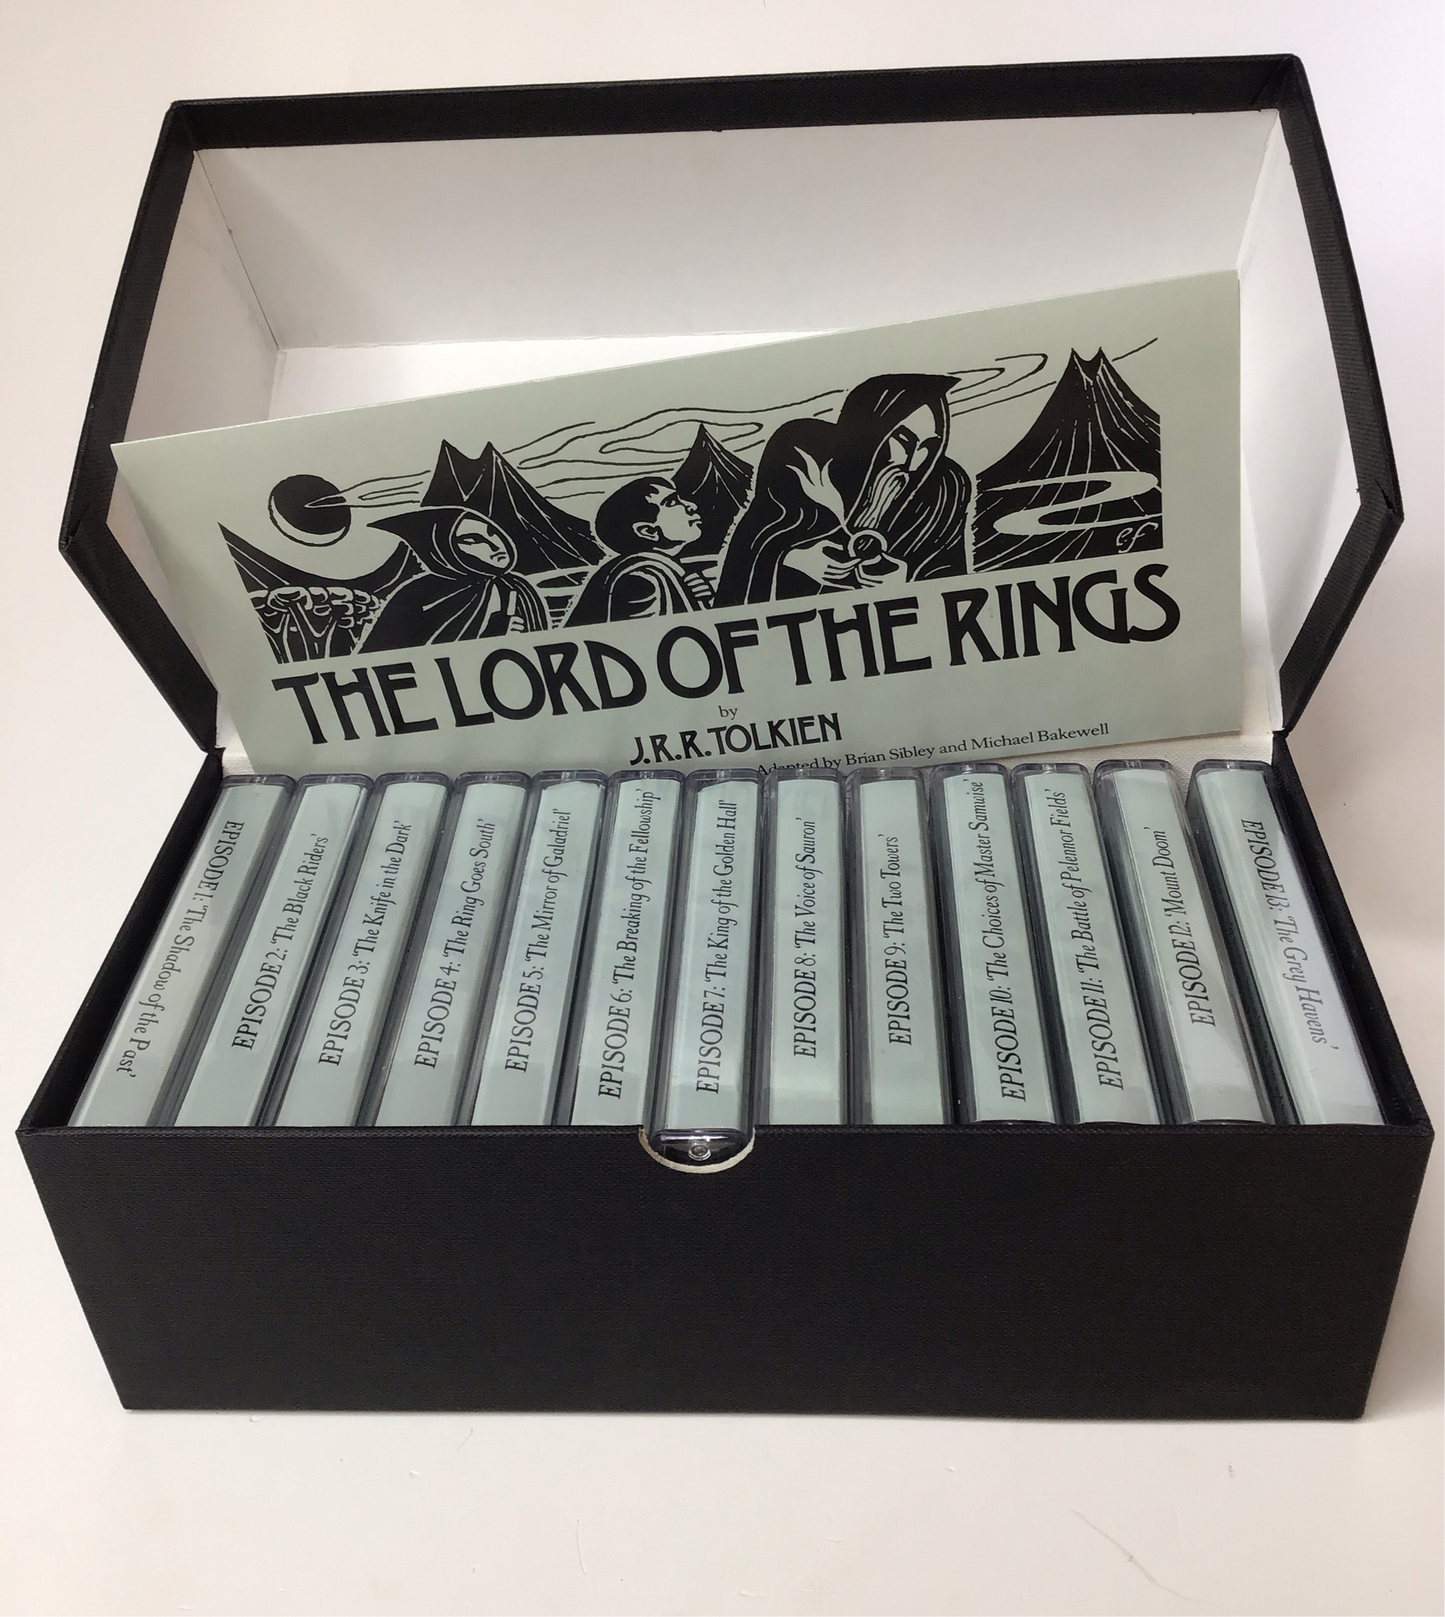 ef
THE LORD OF THE RINGS
by
J.R.R. TOLKIEN
Adapted by Brian Sibley and Michael Bakewell
EPISODE 1: 'The Shadow of the Past'
EPISODE 2: 'The Black Riders'
EPISODE 3: 'The Knife in the Dark'
EPISODE 4: 'The Ring Goes South'
EPISODE 5: 'The Mirror of Galadriel'
EPISODE 6: 'The Breaking of the Fellowship'
EPISODE 7: 'The King of the Golden Hall'
EPISODE 8: 'The Voice of Sauron'
EPISODE 9: 'The Two Towers'
EPISODE 10: 'The Choices of Master Samwise'
EPISODE 11: 'The Battle of Pelennor Fields'
EPISODE 12: 'Mount Doom'
EPISODE 13: 'The Grey Havens'